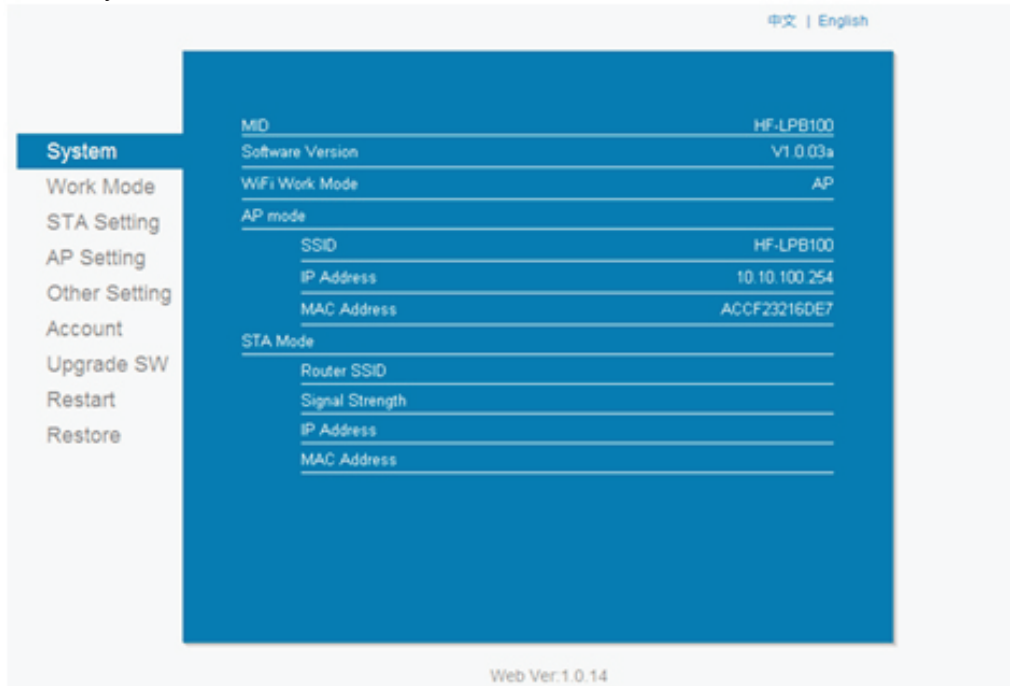 中文 | English
MID HF-LPB100
System
Software Version V1.0.03a
Work Mode
WiFi Work Mode AP
STA Setting
AP mode
AP Setting
SSID HF-LPB100
Other Setting
IP Address 10.10.100.254
Account
MAC Address ACCF23216DE7
Upgrade SW
STA Mode
Restart
Router SSID
Restore
Signal Strength
IP Address
MAC Address
Web Ver:1.0.14